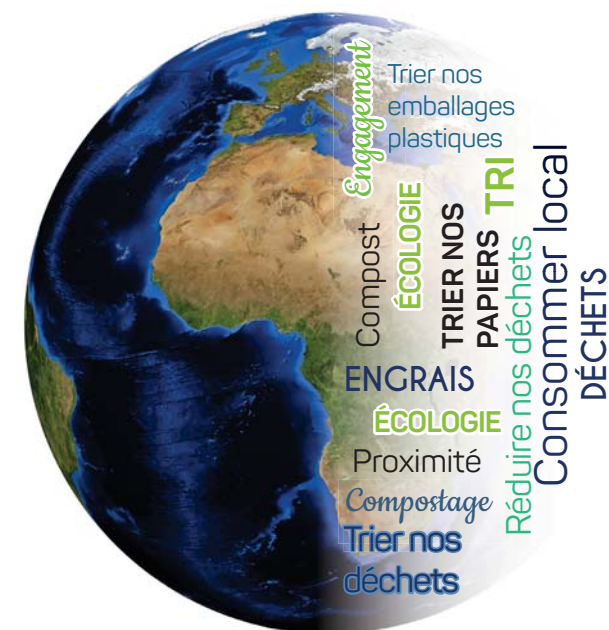 Engagement
Trier nos
emballages
plastiques
Compost
ÉCOLOGIE
TRIER NOS
PAPIERS
TRI
Réduire nos déchets
Consommer local
DÉCHETS
ENGRAIS
ÉCOLOGIE
Proximité
Compostage
Trier nos
déchets